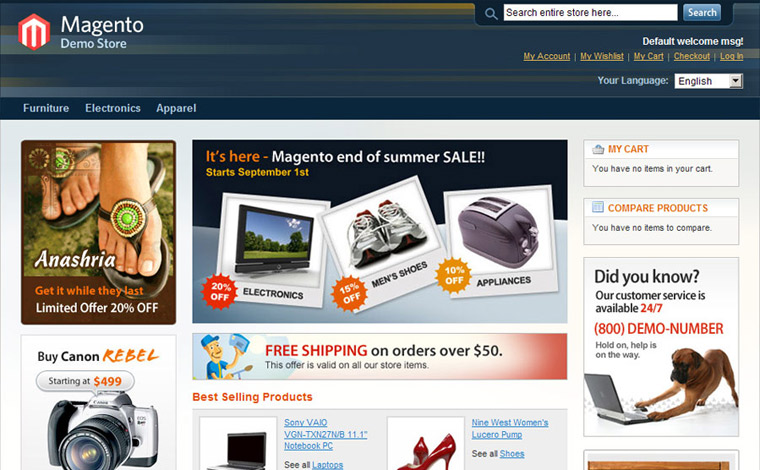 Magento
Demo Store
Search entire store here...
Search
Default welcome msg!
My Account | My Wishlist | My Cart | Checkout | Log In
Your Language: English
Furniture Electronics Apparel
Anashria
Get it while they last
Limited Offer 20% OFF
It's here - Magento end of summer SALE!!
Starts September 1st
20% OFF
ELECTRONICS
15% OFF
MEN'S SHOES
10% OFF
APPLIANCES
MY CART
You have no items in your cart.
COMPARE PRODUCTS
You have no items to compare.
Did you know?
Our customer service is
available 24/7
(800) DEMO-NUMBER
Hold on, help is
on the way.
Buy Canon REBEL
Starting at $499
Canon
EOS
FREE SHIPPING on orders over $50.
This offer is valid on all our store items.
Best Selling Products
Sony VAIO
VGN-TXN27N/B 11.1"
Notebook PC
See all Laptops
Nine West Women's
Lucero Pump
See all Shoes